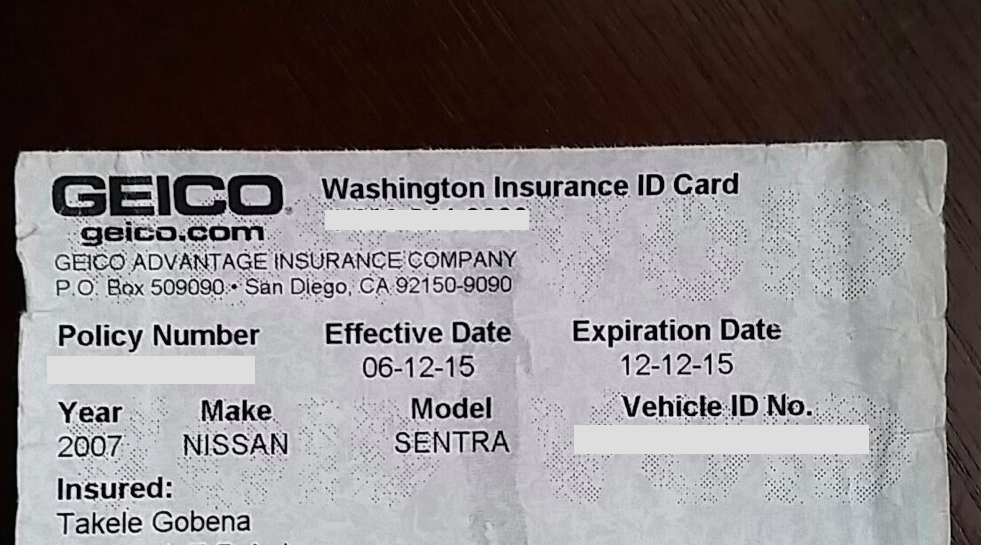 GEICO
Washington Insurance ID Card
geico.com
GEICO ADVANTAGE INSURANCE COMPANY
P.O. Box 509090 • San Diego, CA 92150-9090
Policy Number Effective Date Expiration Date
06-12-15 12-12-15
Year Make Model Vehicle ID No.
2007 NISSAN SENTRA
Insured:
Takele Gobena